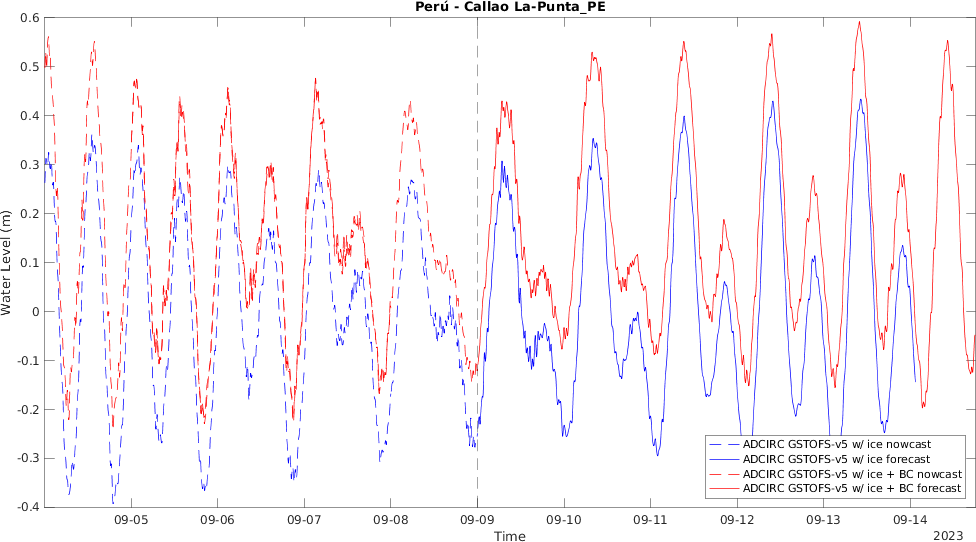 Perú - Callao La-Punta_PE
0.6
0.5
0.4
0.3
0.2
0.1
0
-0.1
-0.2
-0.3
-0.4
Water Level (m)
ADCIRC GSTOFS-v5 w/ ice nowcast
ADCIRC GSTOFS-v5 w/ ice forecast
ADCIRC GSTOFS-v5 w/ ice + BC nowcast
ADCIRC GSTOFS-v5 w/ ice + BC forecast
09-05 09-06 09-07 09-08 09-09 09-10 09-11 09-12 09-13 09-14
Time
2023